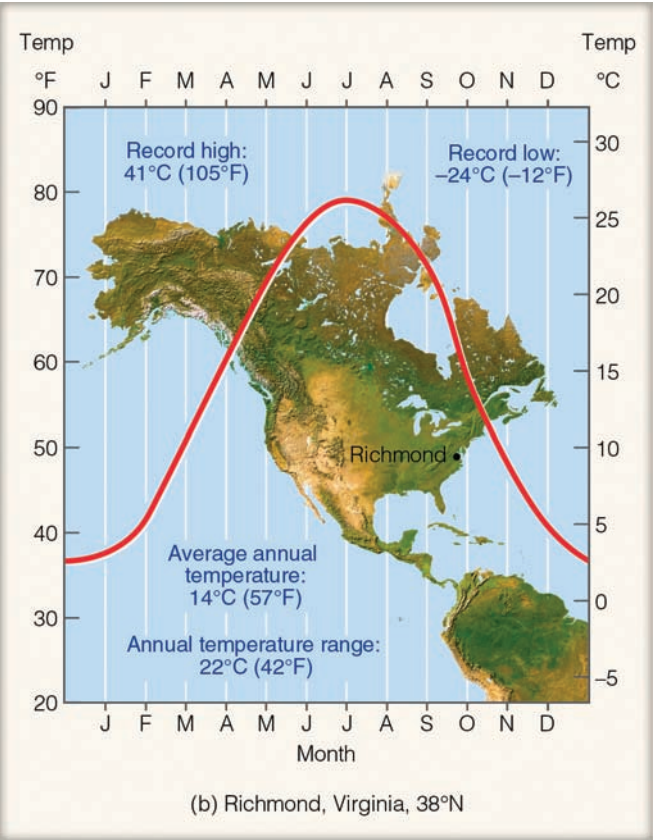 Temp Temp
°F J F M A M J J A S O N D °C
90
Record high:
41°C (105°F)
Record low:
–24°C (–12°F)
30
80
25
70
20
60
15
50
10
Richmond
40
5
Average annual
temperature:
14°C (57°F)
0
30
Annual temperature range:
22°C (42°F)
–5
20
J F M A M J J A S O N D
Month
(b) Richmond, Virginia, 38°N